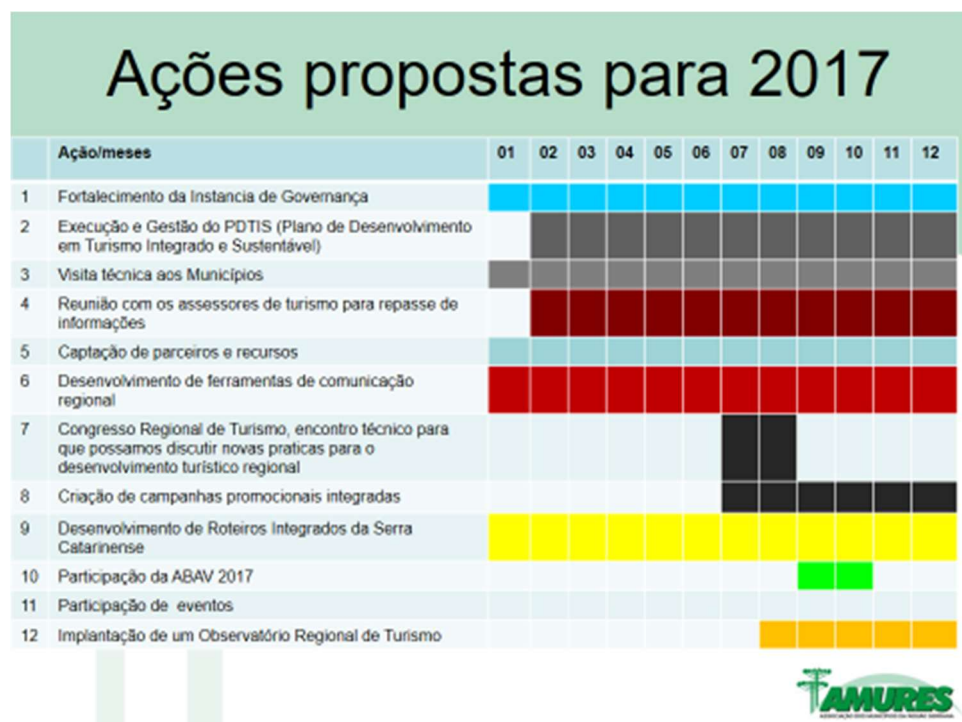 Ações propostas para 2017
Ação/meses 01 02 03 04 05 06 07 08 09 10 11 12
1 Fortalecimento da Instancia de Governança
2 Execução e Gestão do PDTIS (Plano de Desenvolvimento
em Turismo Integrado e Sustentável)
3 Visita técnica aos Municípios
4 Reunião com os assessores de turismo para repasse de
informações
5 Captação de parceiros e recursos
6 Desenvolvimento de ferramentas de comunicação
regional
7 Congresso Regional de Turismo, encontro técnico para
que possamos discutir novas praticas para o
desenvolvimento turístico regional
8 Criação de campanhas promocionais integradas
9 Desenvolvimento de Roteiros Integrados da Serra
Catarinense
10 Participação da ABAV 2017
11 Participação de eventos
12 Implantação de um Observatório Regional de Turismo
AMURES